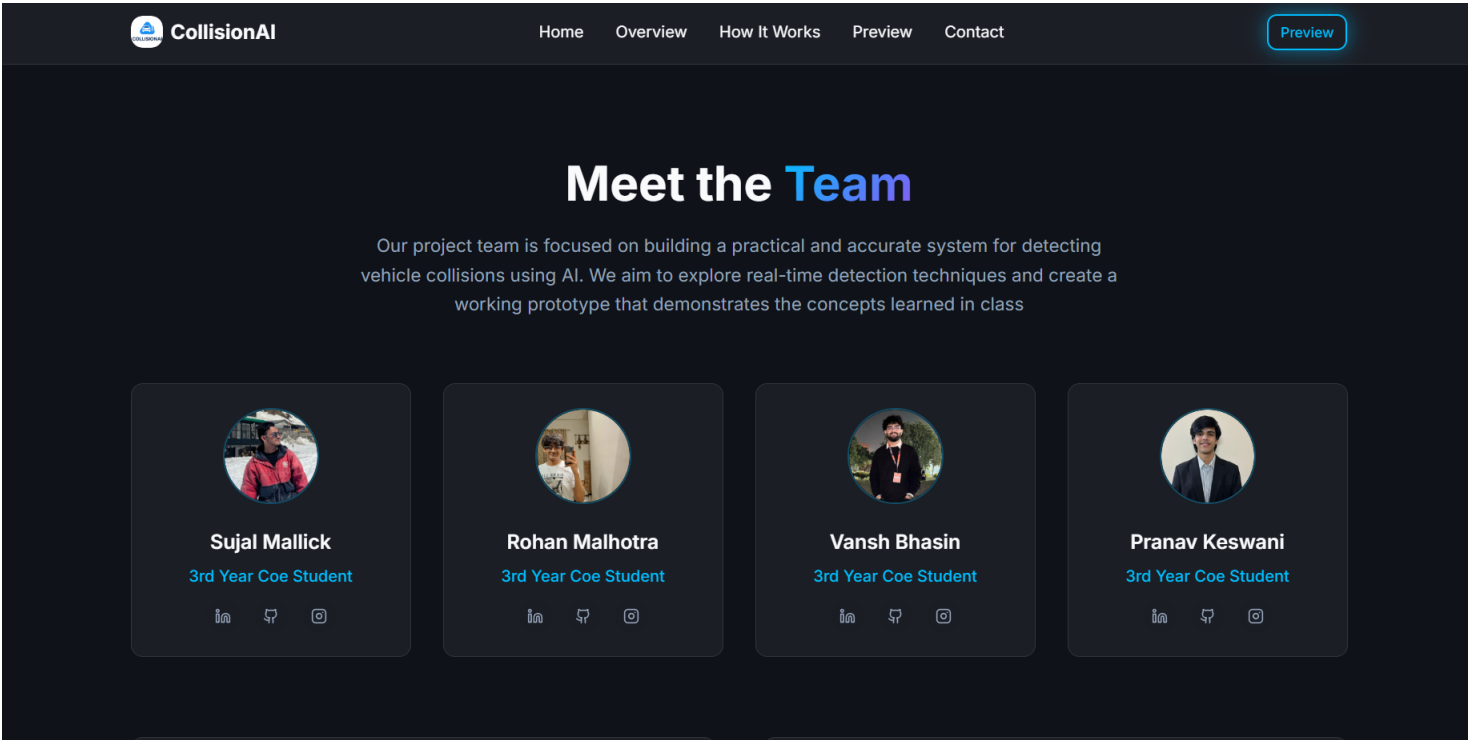 CollisionAI
Home Overview How It Works Preview Contact
Preview
Meet the Team
Our project team is focused on building a practical and accurate system for detecting
vehicle collisions using AI. We aim to explore real-time detection techniques and create a
working prototype that demonstrates the concepts learned in class
Sujal Mallick
3rd Year Coe Student
Rohan Malhotra
3rd Year Coe Student
Vansh Bhasin
3rd Year Coe Student
Pranav Keswani
3rd Year Coe Student